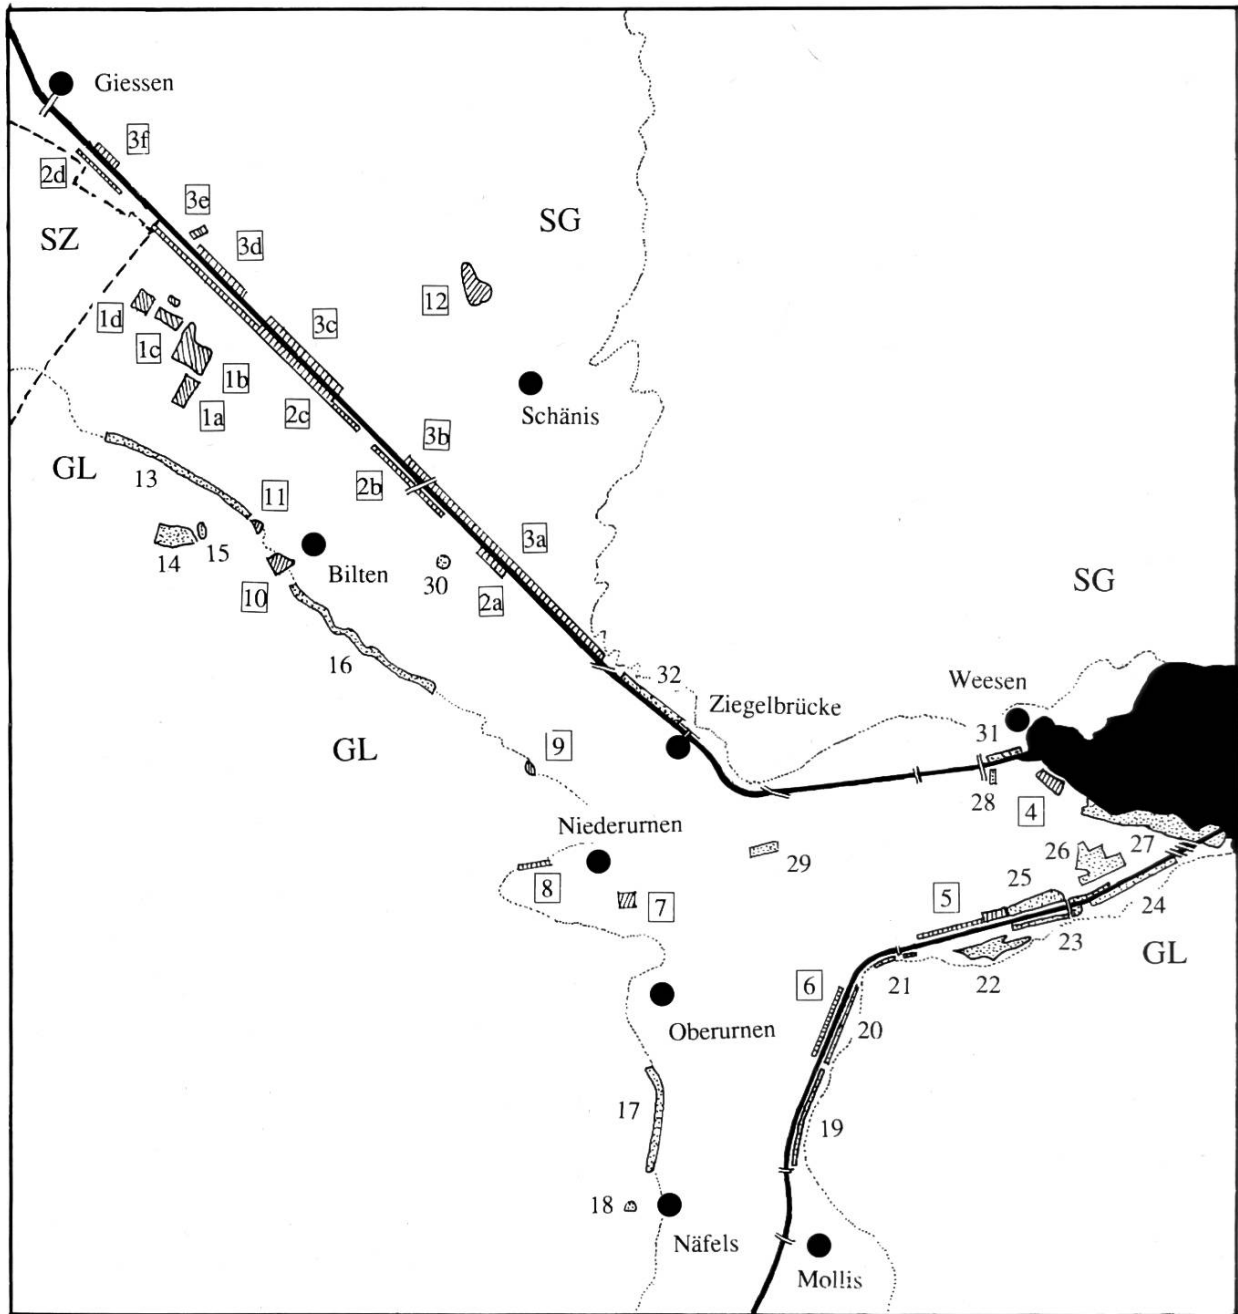 Giessen
3f
2d
3e
SG
SZ
3d
12
1d
3c
1c
1b
1a
2c
Schänis
3b
GL
13
2b
11
3a
14
15
Bilten
30
2a
10
SG
16
32
Weesen
Ziegelbrücke
31
GL
9
28
4
Niederurnen
27
26
29
8
25
7
5
24
23
GL
6
21
22
Oberurnen
20
17
19
18
Näfels
Mollis